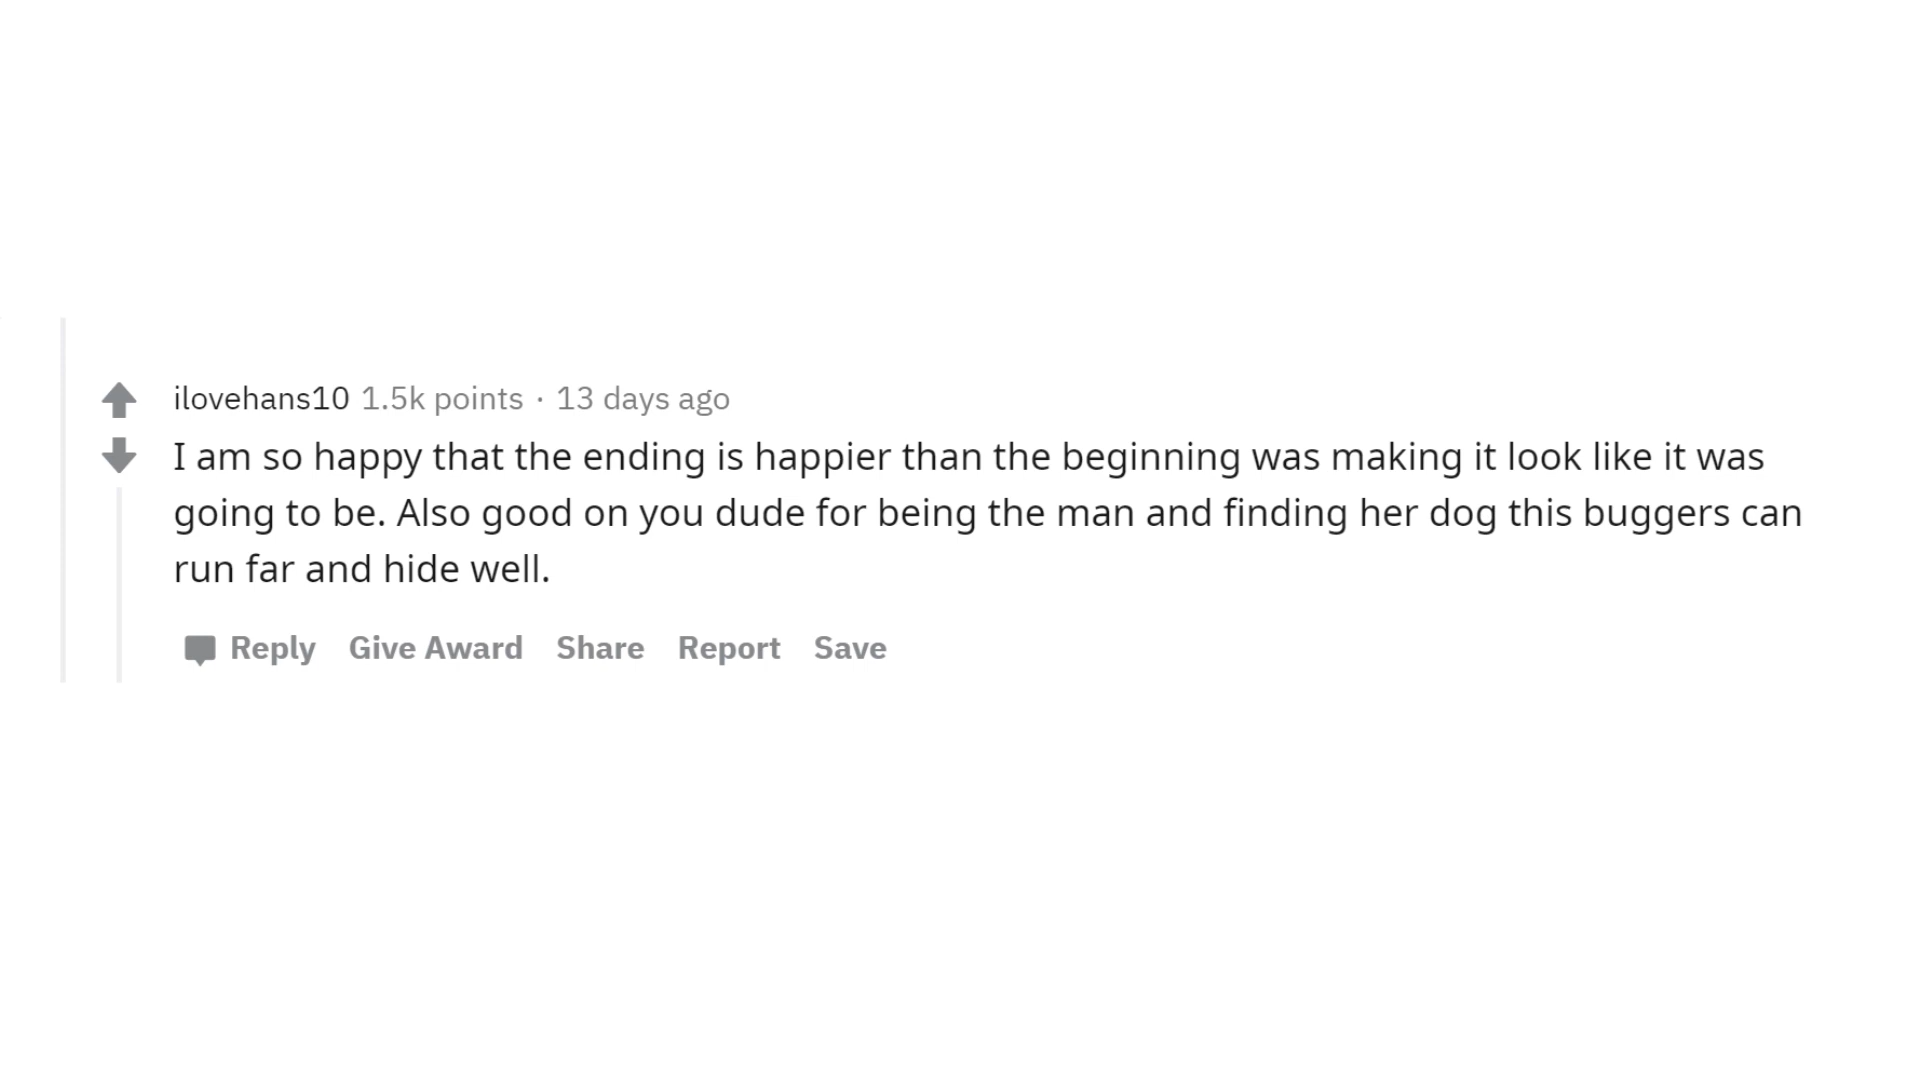 ilovehans10 1.5k points · 13 days ago
I am so happy that the ending is happier than the beginning was making it look like it was
going to be. Also good on you dude for being the man and finding her dog this buggers can
run far and hide well.
Reply Give Award Share Report Save